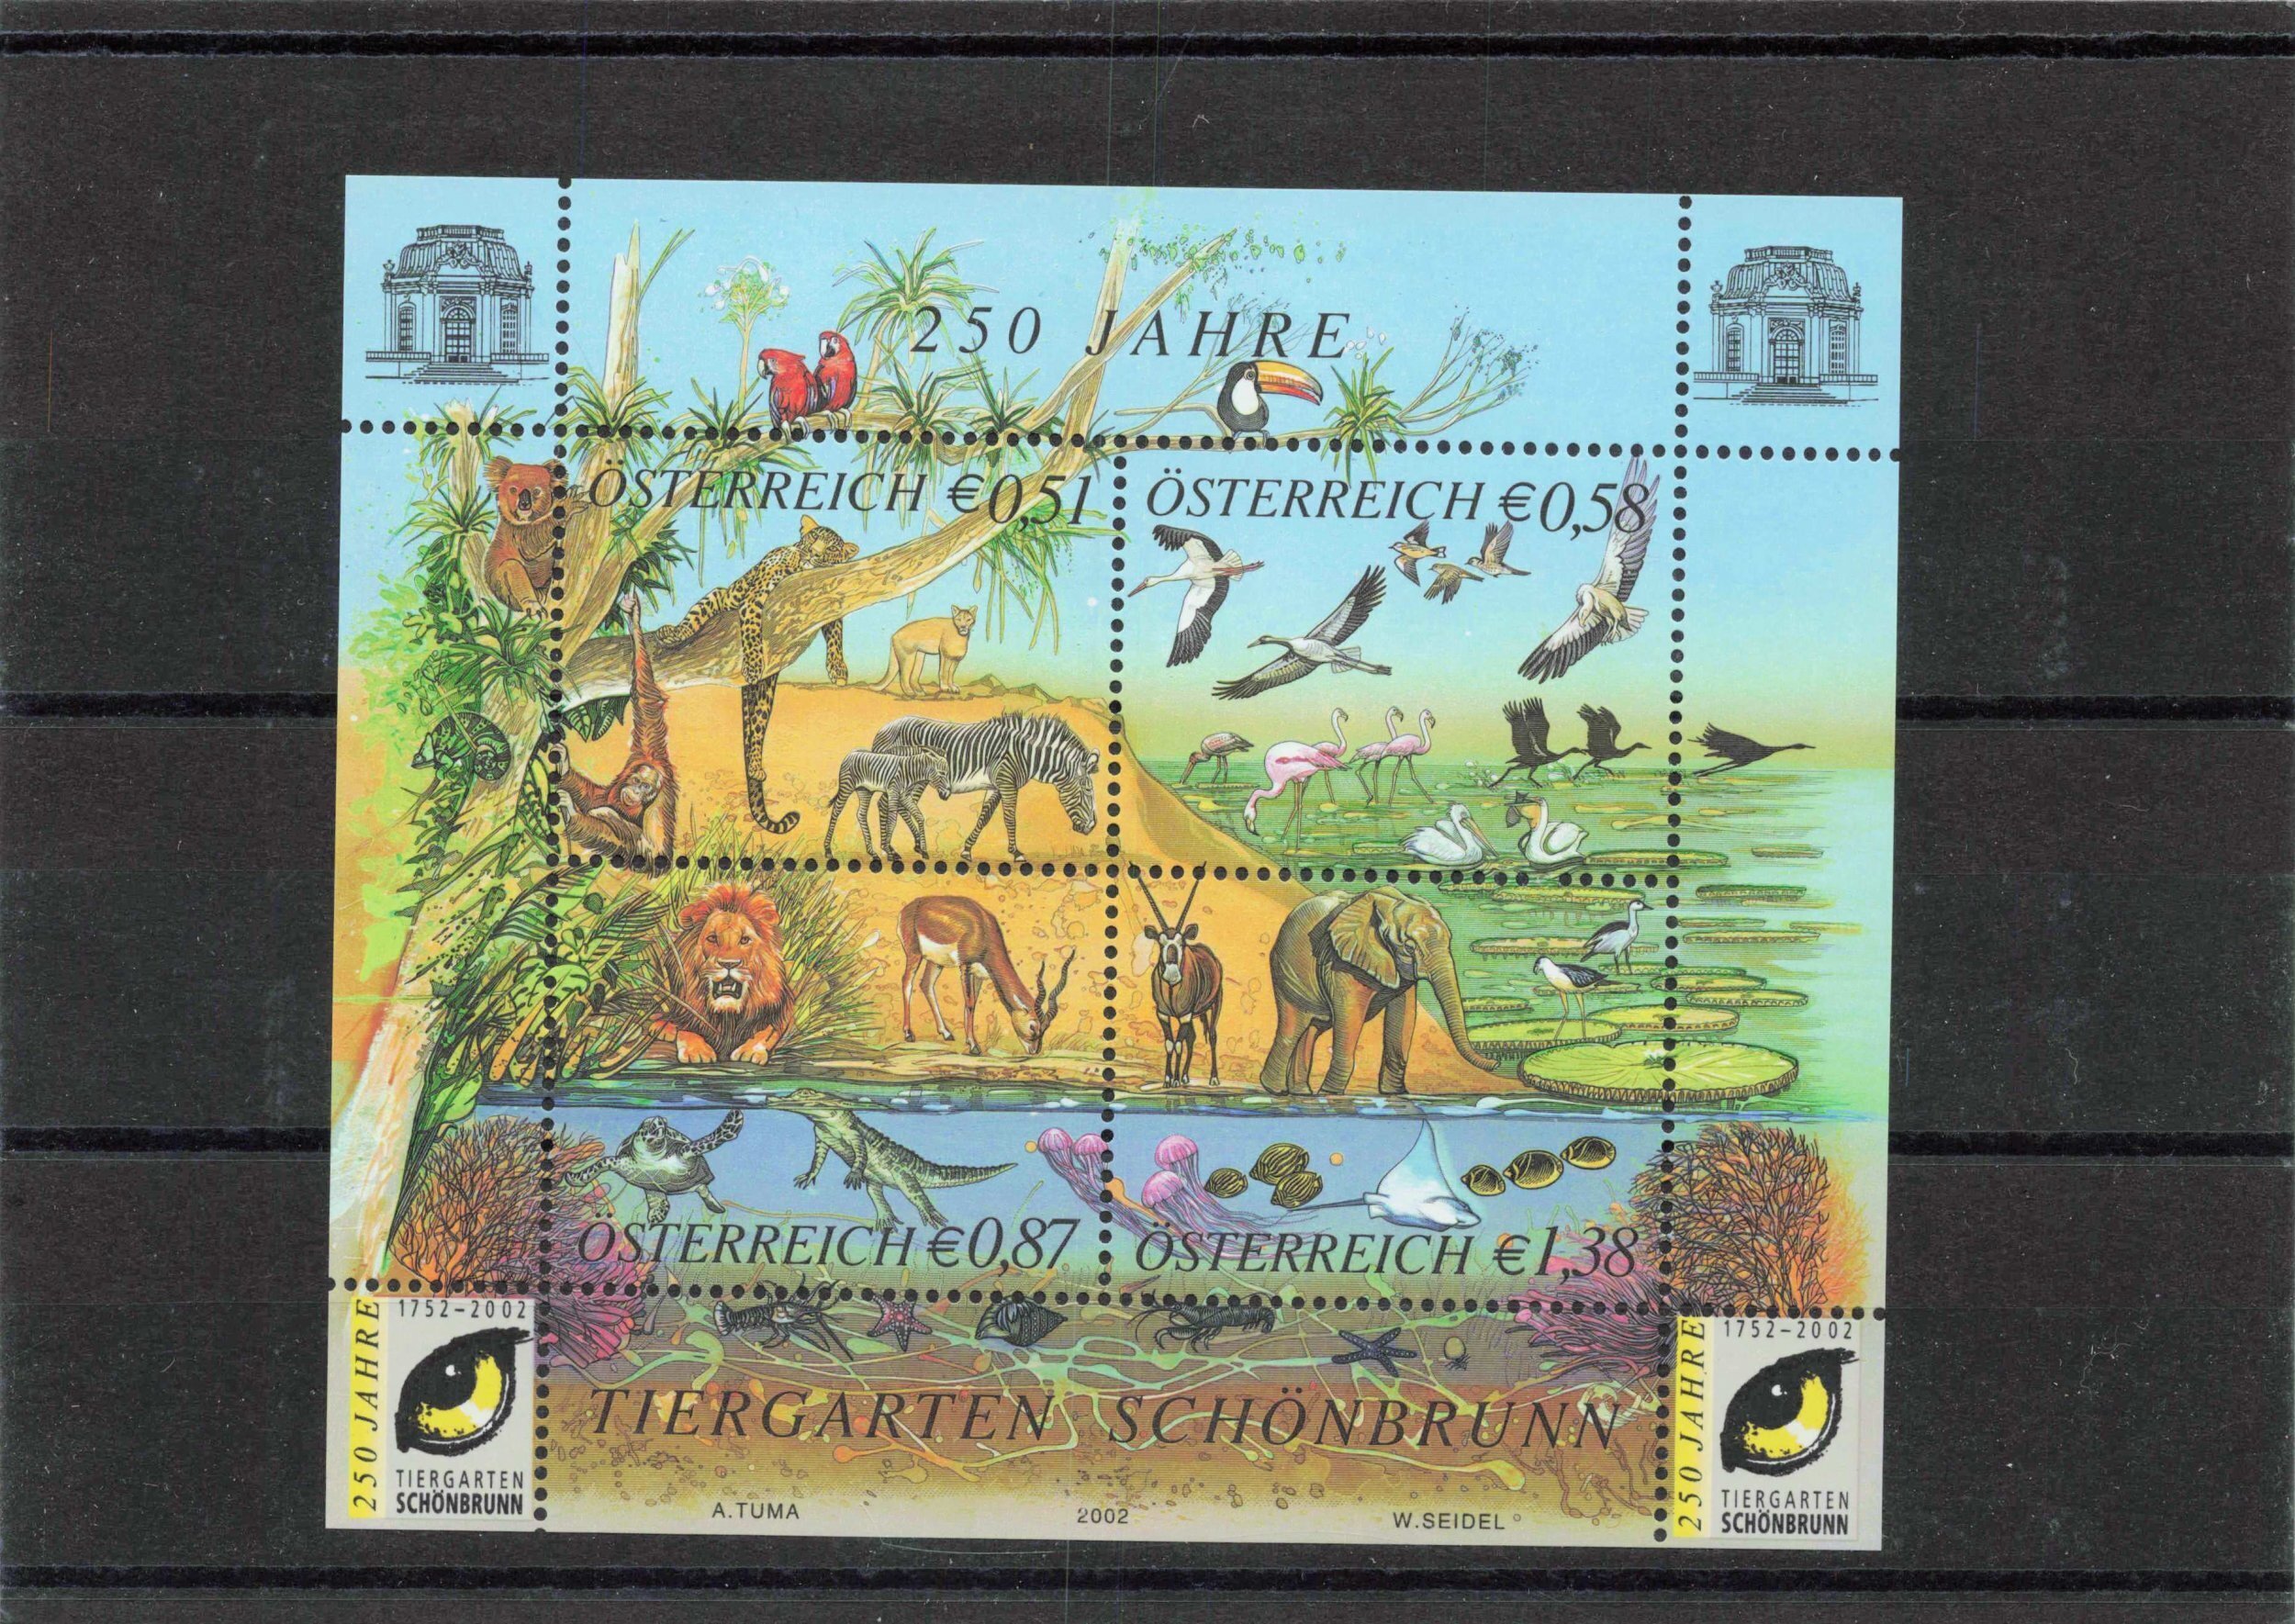 250 JAHRE
ÖSTERREICH €0,51
ÖSTERREICH €0,58
ÖSTERREICH €0,87
ÖSTERREICH €1,38
250 JAHRE
1752-2002
TIERGARTEN
SCHÖNBRUNN
TIERGARTEN SCHÖNBRUNN
A.TUMA
2002
W.SEIDEL
250 JAHRE
1752-2002
TIERGARTEN
SCHÖNBRUNN